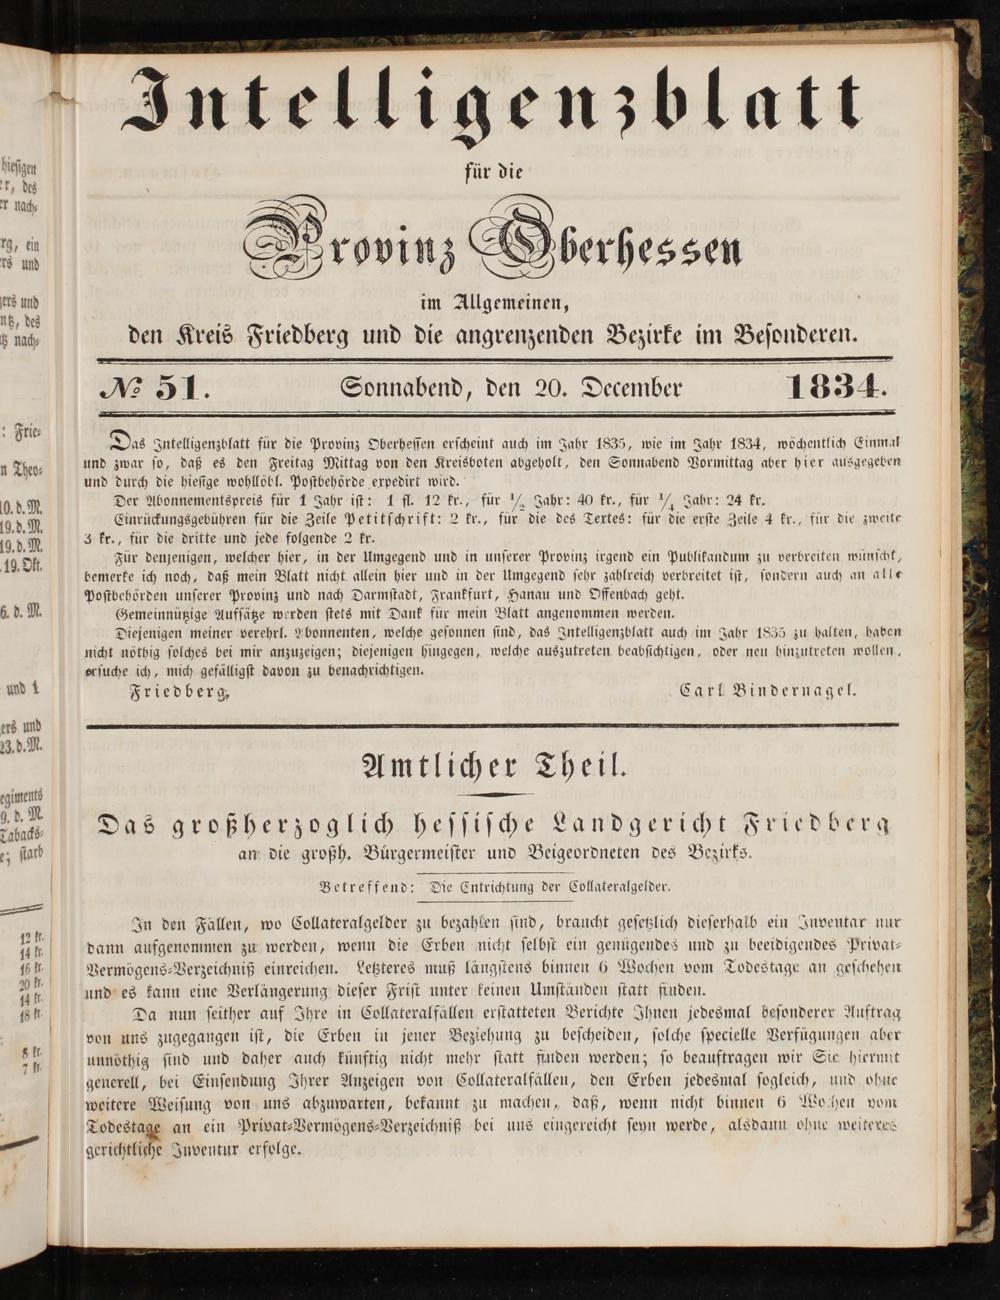 Intelligenzblatt
für die
Provinz Oberhessen
im Allgemeinen,
den Kreis Friedberg und die angrenzenden Bezirke im Besonderen.
№ 51. Sonnabend, den 20. December 1834.
Das Intelligenzblatt für die Provinz Oberhessen erscheint auch im Jahr 1835, wie im Jahr 1834, wöchentlich Einmal
und zwar so, daß es den Freitag Mittag von den Kreisboten abgeholt, den Sonnabend Vormittag aber hier ausgegeben
und durch die hiesige wohllöbl. Postbehörde expedirt wird.
Der Abonnementspreis für 1 Jahr ist: 1 fl. 12 kr., für 1/2 Jahr: 40 kr., für 1/4 Jahr: 24 kr.
Einrückungsgebühren für die Zeile Petitschrift: 2 kr., für die des Textes: für die erste Zeile 4 kr., für die zweite
3 kr., für die dritte und jede folgende 2 kr.
Für denjenigen, welcher hier, in der Umgegend und in unserer Provinz irgend ein Publikandum zu verbreiten wünscht,
bemerke ich noch, daß mein Blatt nicht allein hier und in der Umgegend sehr zahlreich verbreitet ist, sondern auch an alle
Postbehörden unserer Provinz und nach Darmstadt, Frankfurt, Hanau und Offenbach geht.
Gemeinnützige Aufsätze werden stets mit Dank für mein Blatt angenommen werden.
Diejenigen meiner verehrl. Abonnenten, welche gesonnen sind, das Intelligenzblatt auch im Jahr 1835 zu halten, haben
nicht nöthig solches bei mir anzuzeigen; diejenigen hingegen, welche auszutreten beabsichtigen, oder neu hinzutreten wollen,
ersuche ich, mich gefälligst davon zu benachrichtigen.
Friedberg, Carl Bindernagel.
Amtlicher Theil.
Das großherzoglich hessische Landgericht Friedberg
an die großh. Bürgermeister und Beigeordneten des Bezirks.
Betreffend: Die Entrichtung der Collateralgelder.
In den Fällen, wo Collateralgelder zu bezahlen sind, braucht gesetzlich dieserhalb ein Inventar nur
dann aufgenommen zu werden, wenn die Erben nicht selbst ein genügendes und zu beeidigendes Privat-
Vermögens-Verzeichniß einreichen. Letzteres muß längstens binnen 6 Wochen vom Todestage an geschehen
und es kann eine Verlängerung dieser Frist unter keinen Umständen statt finden.
Da nun seither auf Ihre in Collateralfällen erstatteten Berichte Ihnen jedesmal besonderer Auftrag
von uns zugegangen ist, die Erben in jener Beziehung zu bescheiden, solche specielle Verfügungen aber
unnöthig sind und daher auch künftig nicht mehr statt finden werden; so beauftragen wir Sie hiermit
generell, bei Einsendung Ihrer Anzeigen von Collateralfällen, den Erben jedesmal sogleich, und ohne
weitere Weisung von uns abzuwarten, bekannt zu machen, daß, wenn nicht binnen 6 Wochen vom
Todestage an ein Privat-Vermögens-Verzeichniß bei uns eingereicht seyn werde, alsdann ohne weiteres
gerichtliche Inventur erfolge.